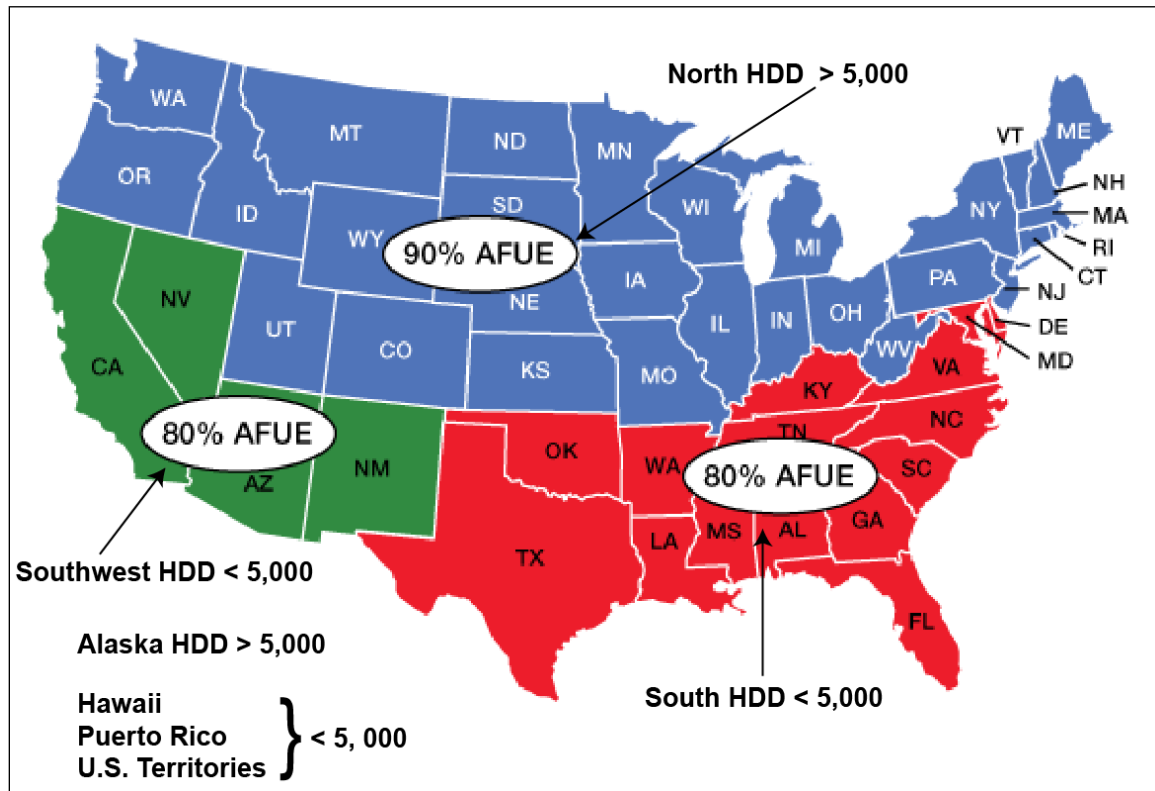 North HDD > 5,000
WA
MT
ND
MN
VT
ME
OR
ID
SD
WI
NY
NH
WY
MI
MA
90% AFUE
RI
IA
PA
CT
NV
NE
NJ
UT
IL
IN
OH
DE
CO
WV
MD
CA
KS
MO
VA
KY
NC
80% AFUE
TN
OK
WA
SC
NM
80% AFUE
AZ
GA
MS
AL
LA
TX
Southwest HDD < 5,000
FL
Alaska HDD > 5,000
South HDD < 5,000
Hawaii
Puerto Rico
U.S. Territories
} < 5, 000